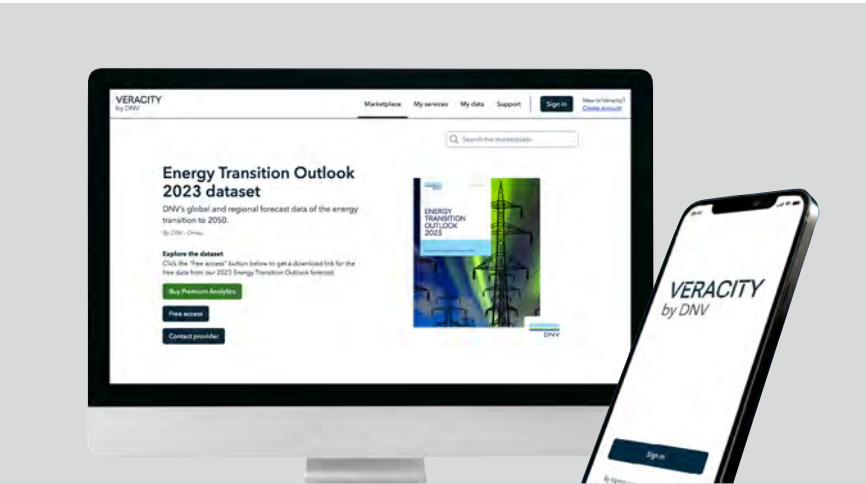 VERACITY
by DNV
Marketplace My services My data Support Sign in
New to Veracity?
Create account
Search the marketplace
Energy Transition Outlook
2023 dataset
DNV's global and regional forecast data of the energy
transition to 2050.
By DNV - Group
Explore the dataset
Click the "free access" button below to get a download link for the
free data from our 2023 Energy Transition Outlook forecast.
Buy Premium Analytics
Free access
Contact provider
ENERGY
TRANSITION
OUTLOOK
2023
DNV
VERACITY
by DNV
Sign in